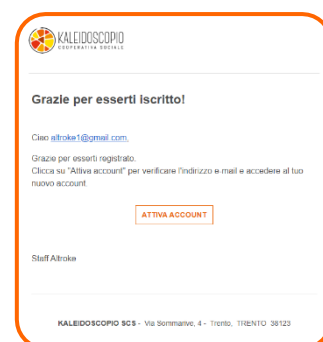 KALEIDOSCOPIO
COOPERATIVA SOCIALE
Grazie per esserti iscritto!
Ciao altroke1@gmail.com,
Grazie per esserti registrato.
Clicca su "Attiva account" per verificare l'indirizzo e-mail e accedere al tuo
nuovo account.
ATTIVA ACCOUNT
Staff Altroke
KALEIDOSCOPIO SCS - Via Sommarive, 4 - Trento, TRENTO 38123